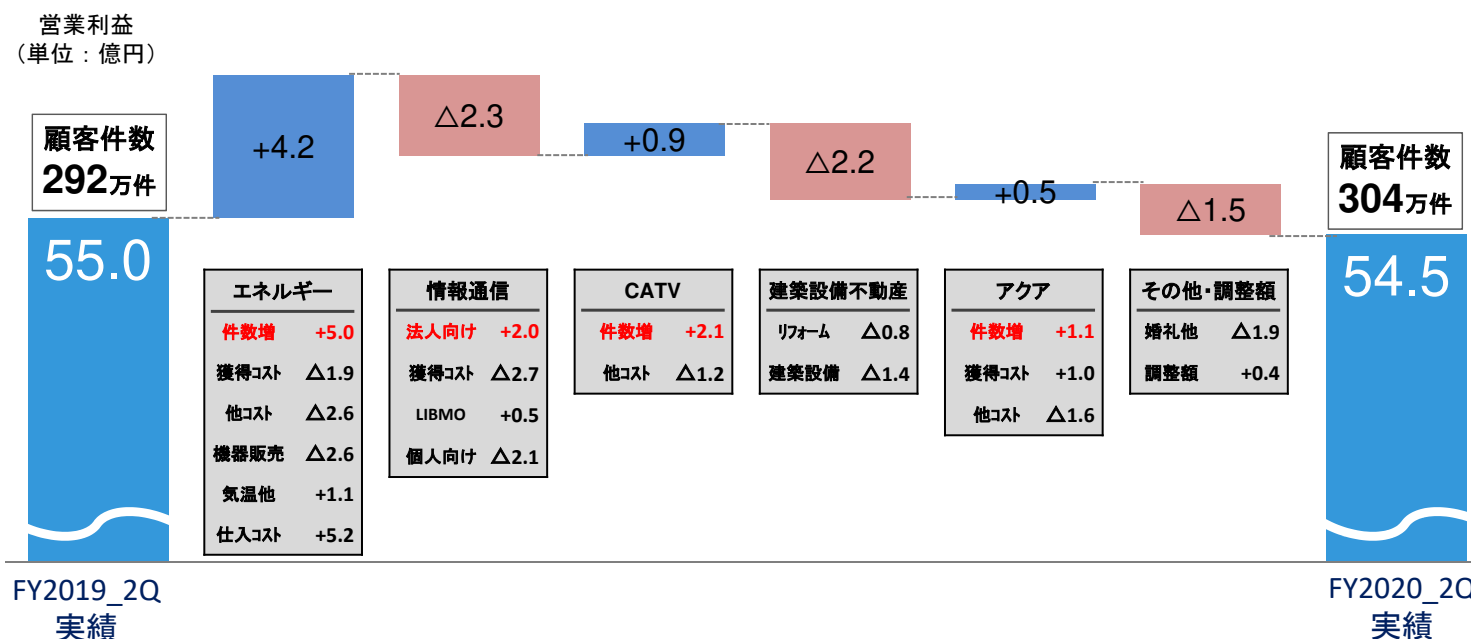 営業利益
（単位：億円）
顧客件数
292万件
55.0
+4.2
△2.3
+0.9
△2.2
+0.5
△1.5
顧客件数
304万件
54.5
エネルギー
件数増 +5.0
獲得コスト △1.9
他コスト △2.6
機器販売 △2.6
気温他 +1.1
仕入コスト +5.2
情報通信
法人向け +2.0
獲得コスト △2.7
LIBMO +0.5
個人向け △2.1
CATV
件数増 +2.1
他コスト △1.2
建築設備不動産
リフォーム △0.8
建築設備 △1.4
アクア
件数増 +1.1
獲得コスト +1.0
他コスト △1.6
その他・調整額
婚礼他 △1.9
調整額 +0.4
FY2019_2Q
実績
FY2020_2Q
実績